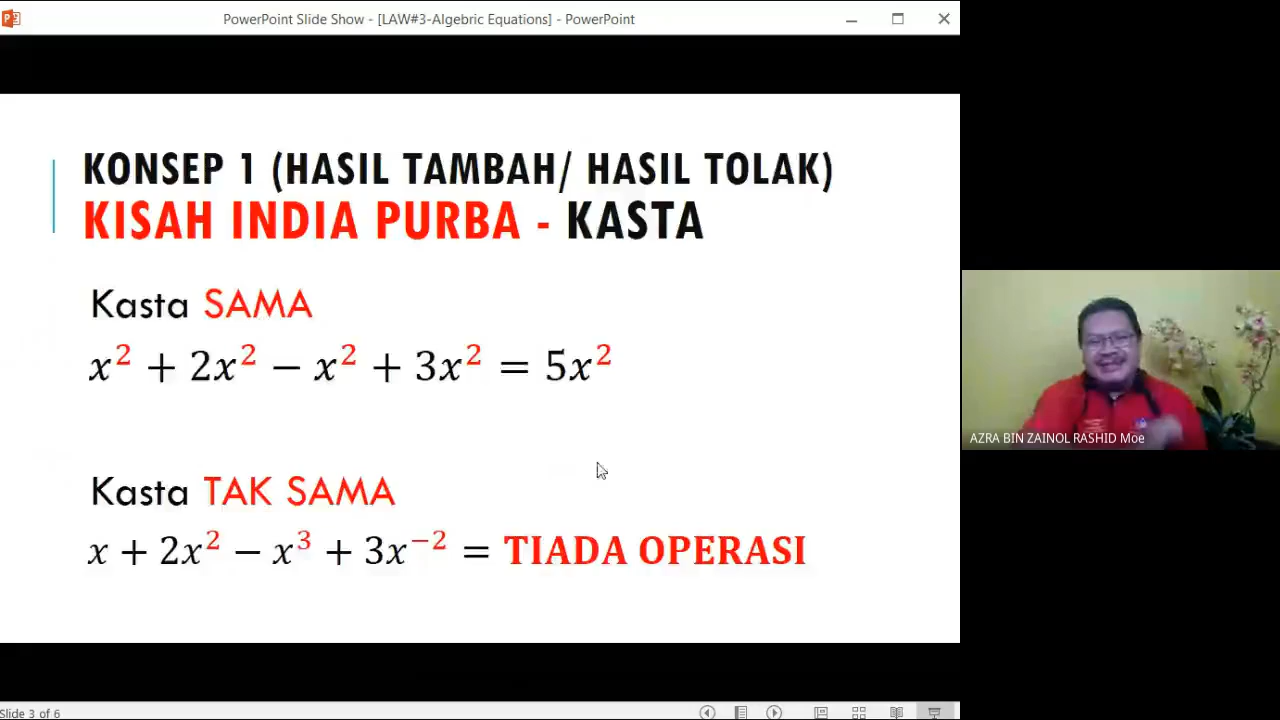 PowerPoint Slide Show - [LAW#3-Algebric Equations] - PowerPoint
KONSEP 1 (HASIL TAMBAH/ HASIL TOLAK)
KISAH INDIA PURBA - KASTA
Kasta SAMA
x² + 2x² − x² + 3x² = 5x²
Kasta TAK SAMA
x + 2x² − x³ + 3x⁻² = TIADA OPERASI
AZRA BIN ZAINOL RASHID Moe
Slide 3 of 6